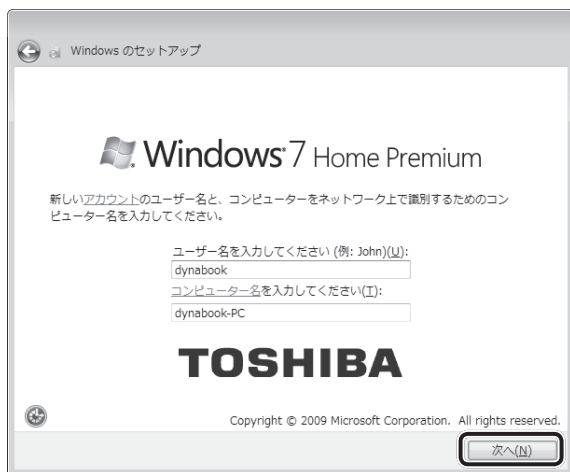 Windows のセットアップ
Windows 7 Home Premium
新しいアカウントのユーザー名と、コンピューターをネットワーク上で識別するためのコン
ピューター名を入力してください。
ユーザー名を入力してください (例: John)(U):
dynabook
コンピューター名を入力してください(T):
dynabook-PC
TOSHIBA
Copyright © 2009 Microsoft Corporation. All rights reserved.
次へ(N)